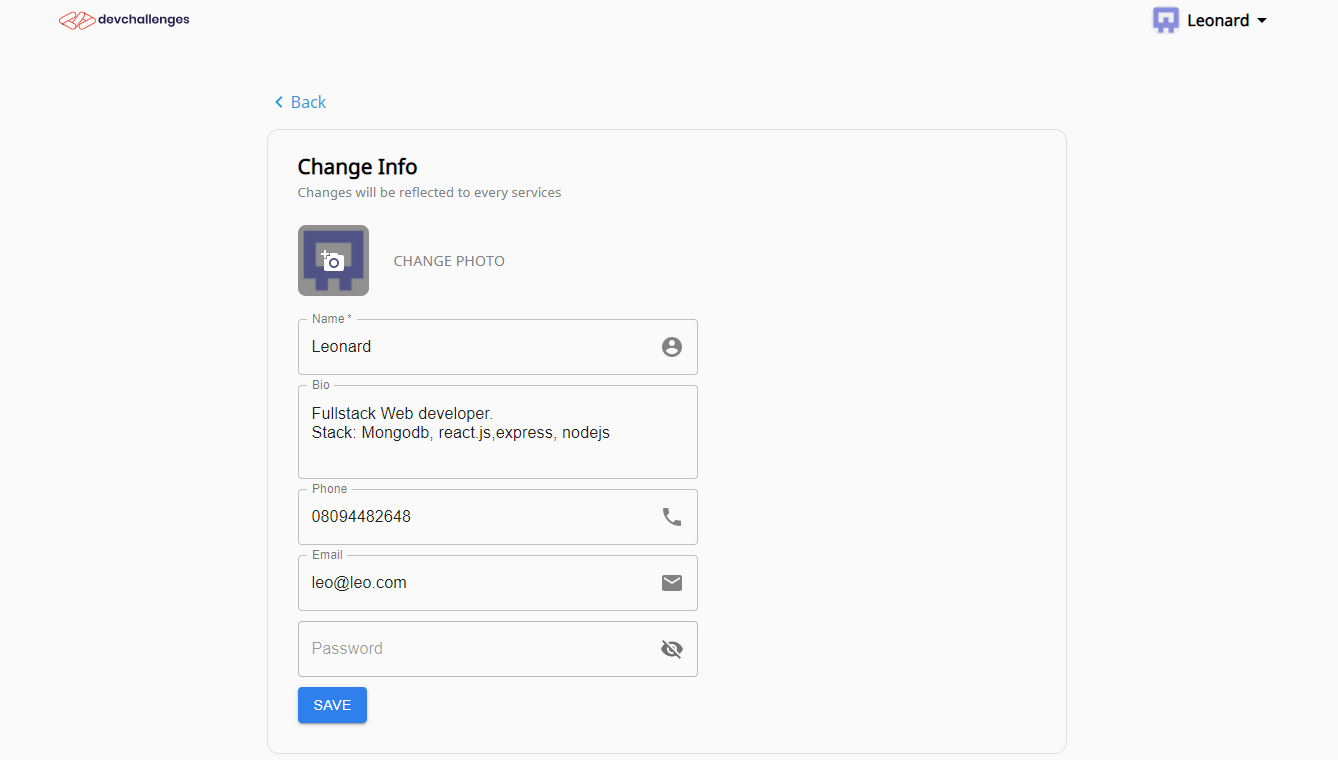 devchallenges
Leonard
Back
Change Info
Changes will be reflected to every services
CHANGE PHOTO
Name *
Leonard
Bio
Fullstack Web developer.
Stack: Mongodb, react.js,express, nodejs
Phone
08094482648
Email
leo@leo.com
Password
SAVE